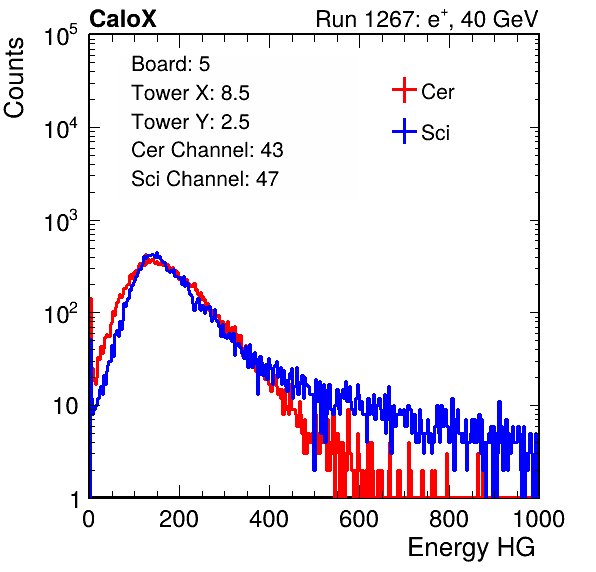 CaloX Run 1267: e⁺, 40 GeV
Counts
Board: 5
Tower X: 8.5
Tower Y: 2.5
Cer Channel: 43
Sci Channel: 47
Cer
Sci
10⁵
10⁴
10³
10²
10
1
0 200 400 600 800 1000
Energy HG